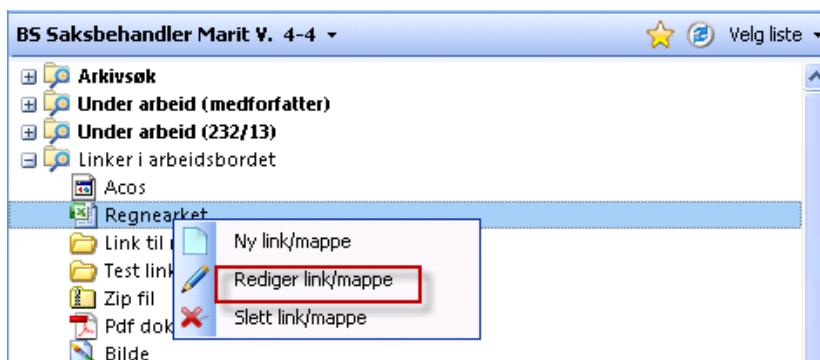 BS Saksbehandler Marit V. 4-4
Velg liste
Arkivsøk
Under arbeid (medforfatter)
Under arbeid (232/13)
Linker i arbeidsbordet
Acos
Regnearket
Link til
Ny link/mappe
Test link
Rediger link/mappe
Zip fil
Slett link/mappe
Pdf dok
Bilde